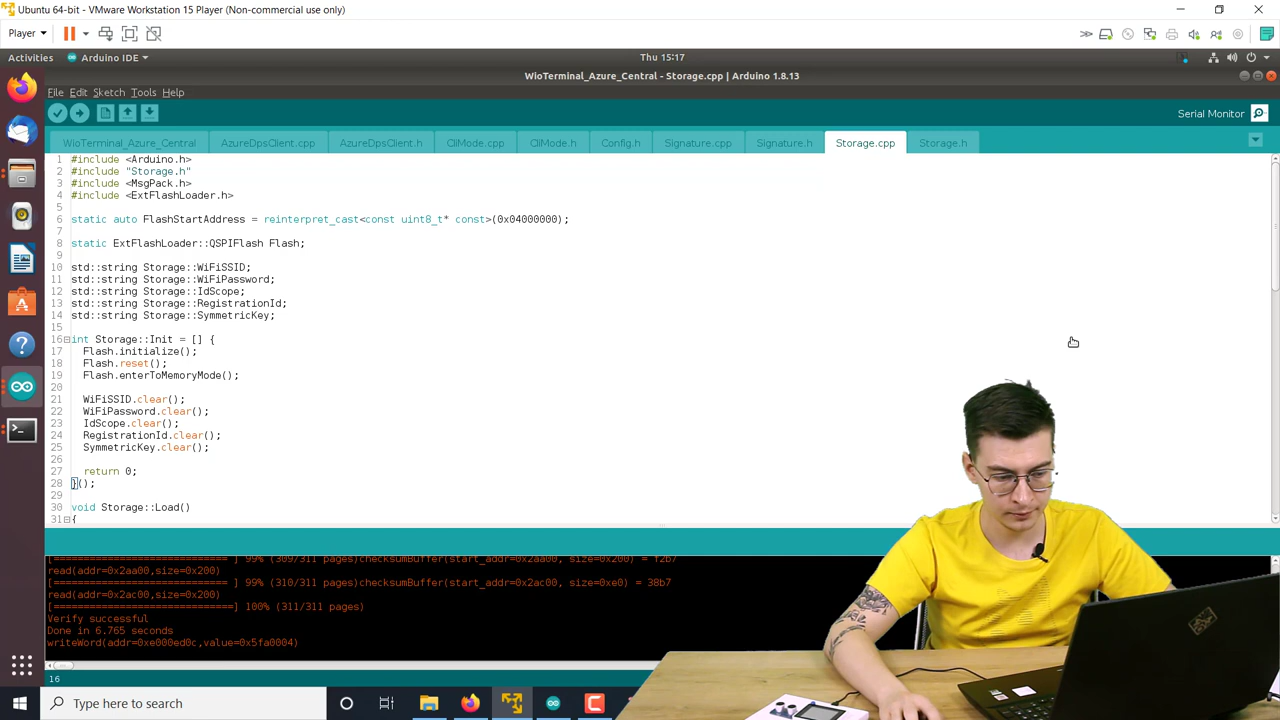 Ubuntu 64-bit - VMware Workstation 15 Player (Non-commercial use only)
Player
Activities
Arduino IDE
Thu 15:17
WioTerminal_Azure_Central - Storage.cpp | Arduino 1.8.13
File Edit Sketch Tools Help
Serial Monitor
WioTerminal_Azure_Central AzureDpsClient.cpp AzureDpsClient.h CliMode.cpp CliMode.h Config.h Signature.cpp Signature.h Storage.cpp Storage.h
1 #include <Arduino.h>
2 #include "Storage.h"
3 #include <MsgPack.h>
4 #include <ExtFlashLoader.h>
5
6 static auto FlashStartAddress = reinterpret_cast<const uint8_t* const>(0x04000000);
7
8 static ExtFlashLoader::QSPIFlash Flash;
9
10 std::string Storage::WiFiSSID;
11 std::string Storage::WiFiPassword;
12 std::string Storage::IdScope;
13 std::string Storage::RegistrationId;
14 std::string Storage::SymmetricKey;
15
16 int Storage::Init = [] {
17 Flash.initialize();
18 Flash.reset();
19 Flash.enterToMemoryMode();
20
21 WiFiSSID.clear();
22 WiFiPassword.clear();
23 IdScope.clear();
24 RegistrationId.clear();
25 SymmetricKey.clear();
26
27 return 0;
28 }();
29
30 void Storage::Load()
31 {
[============================ ] 99% (309/311 pages)checksumBuffer(start_addr=0x2aa00, size=0x200) = f2b7
read(addr=0x2aa00,size=0x200)
[============================ ] 99% (310/311 pages)checksumBuffer(start_addr=0x2ac00, size=0xe0) = 38b7
read(addr=0x2ac00,size=0x200)
[==============================] 100% (311/311 pages)
Verify successful
Done in 6.765 seconds
writeWord(addr=0xe000ed0c,value=0x5fa0004)
16
Type here to search